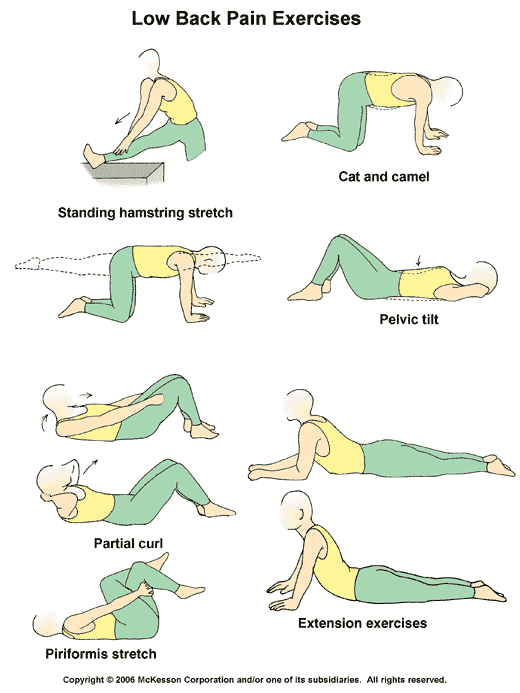 Low Back Pain Exercises
Standing hamstring stretch
Cat and camel
Pelvic tilt
Partial curl
Extension exercises
Piriformis stretch
Copyright © 2006 McKesson Corporation and/or one of its subsidiaries. All rights reserved.